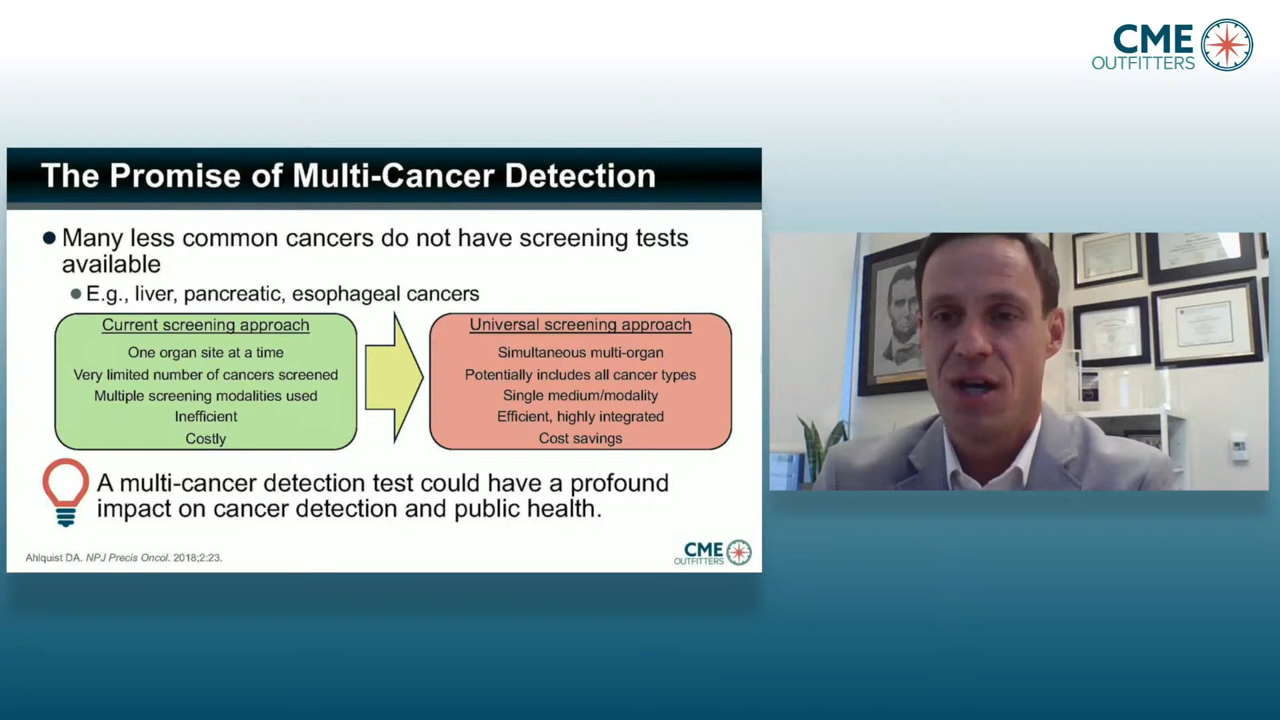 CME
OUTFITTERS
The Promise of Multi-Cancer Detection
Many less common cancers do not have screening tests
available
E.g., liver, pancreatic, esophageal cancers
Current screening approach
One organ site at a time
Very limited number of cancers screened
Multiple screening modalities used
Inefficient
Costly
Universal screening approach
Simultaneous multi-organ
Potentially includes all cancer types
Single medium/modality
Efficient, highly integrated
Cost savings
A multi-cancer detection test could have a profound
impact on cancer detection and public health.
Ahlquist DA. NPJ Precis Oncol. 2018;2:23.
CME
OUTFITTERS